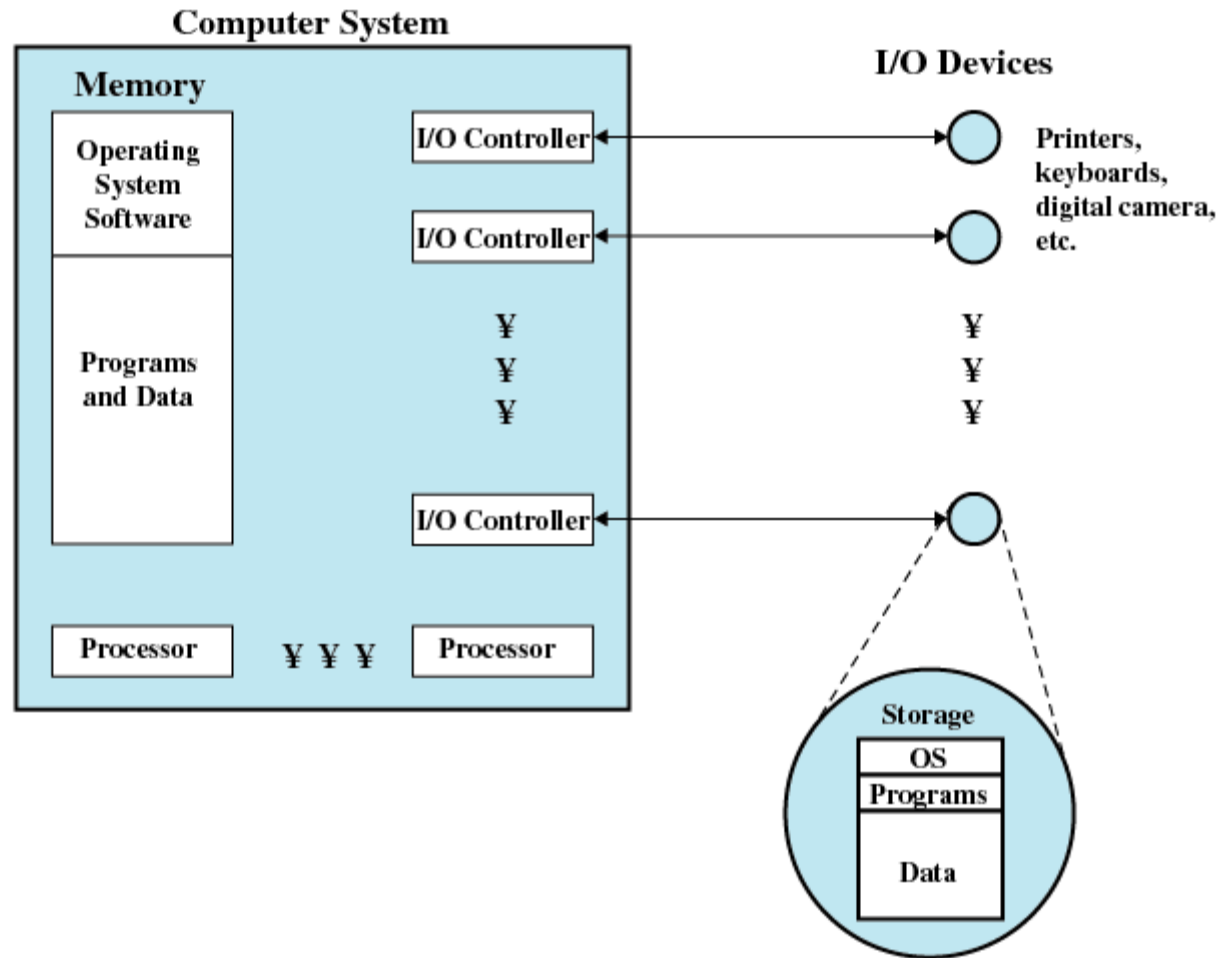 Computer System
I/O Devices
Memory
Operating
System
Software
Programs
and Data
I/O Controller
I/O Controller
¥
¥
¥
I/O Controller
Processor
¥ ¥ ¥
Processor
Printers,
keyboards,
digital camera,
etc.
¥
¥
¥
Storage
OS
Programs
Data